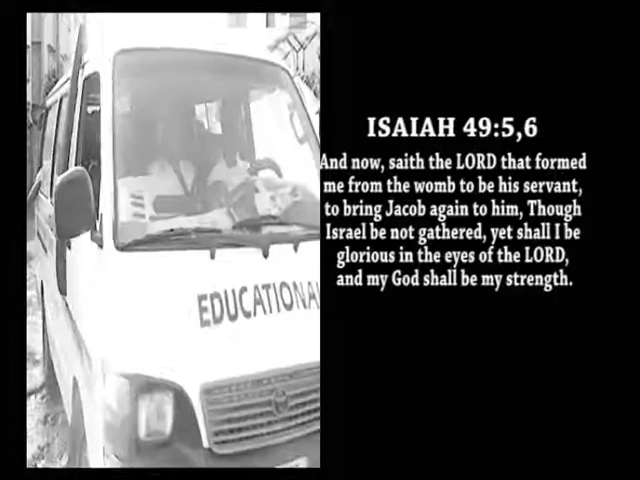 EDUCATIONA
ISAIAH 49:5,6
And now, saith the LORD that formed
me from the womb to be his servant,
to bring Jacob again to him, Though
Israel be not gathered, yet shall I be
glorious in the eyes of the LORD,
and my God shall be my strength.